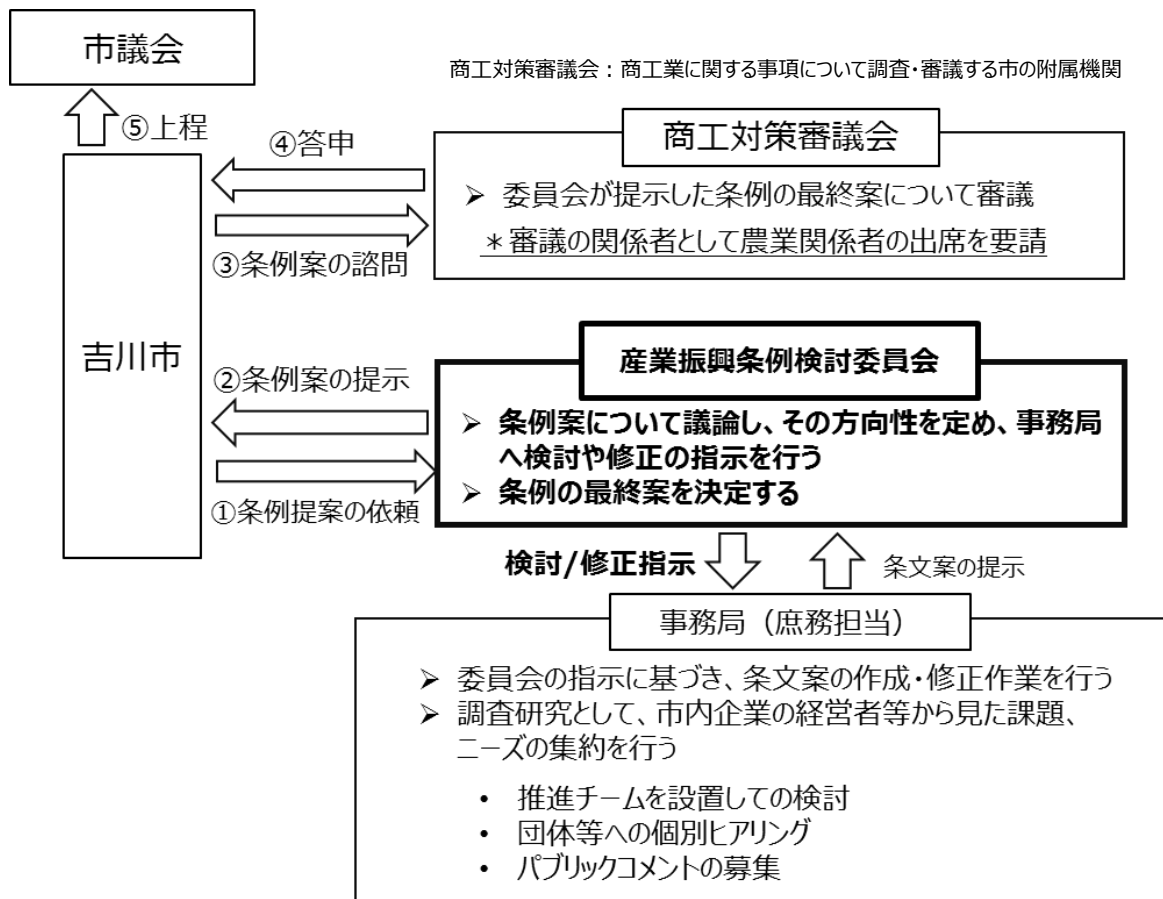 市議会
商工対策審議会：商工業に関する事項について調査・審議する市の附属機関
⑤上程
④答申
商工対策審議会
➢ 委員会が提示した条例の最終案について審議
＊審議の関係者として農業関係者の出席を要請
③条例案の諮問
吉川市
産業振興条例検討委員会
②条例案の提示
➢ 条例案について議論し、その方向性を定め、事務局
へ検討や修正の指示を行う
➢ 条例の最終案を決定する
①条例提案の依頼
検討/修正指示
条文案の提示
事務局（庶務担当）
➢ 委員会の指示に基づき、条文案の作成・修正作業を行う
➢ 調査研究として、市内企業の経営者等から見た課題、
ニーズの集約を行う
• 推進チームを設置しての検討
• 団体等への個別ヒアリング
• パブリックコメントの募集